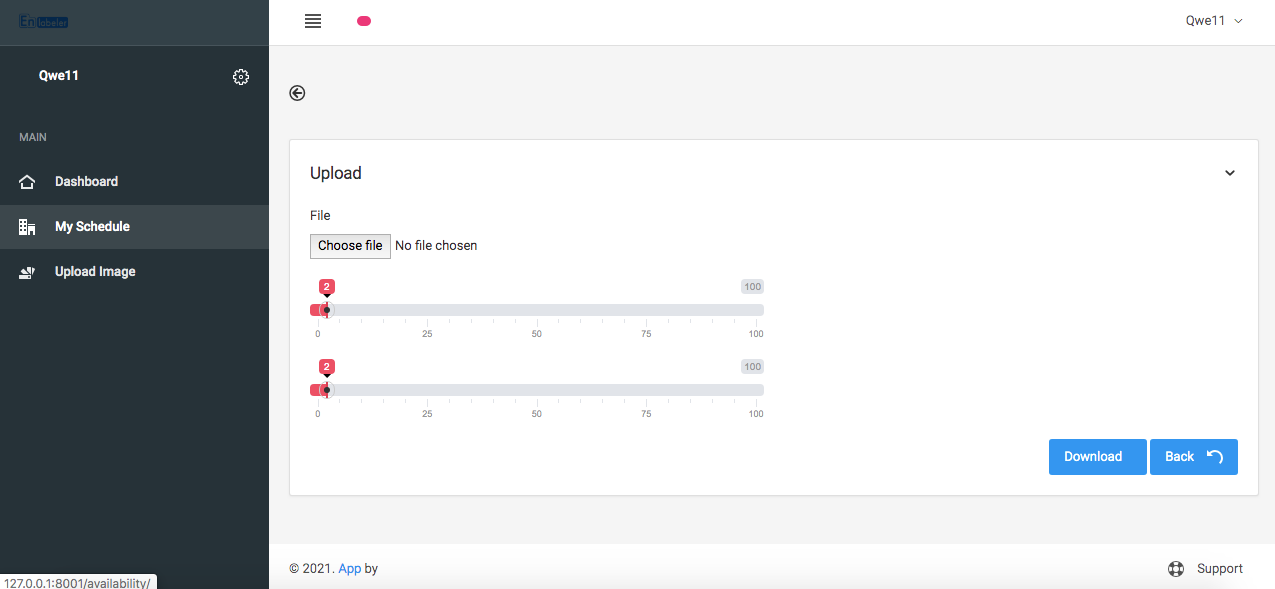 En labeler
Qwe11
Qwe11
MAIN
Dashboard
My Schedule
Upload Image
Upload
File
Choose file No file chosen
2 100
0 25 50 75 100
2 100
0 25 50 75 100
Download Back
© 2021. App by
Support
127.0.0.1:8001/availability/